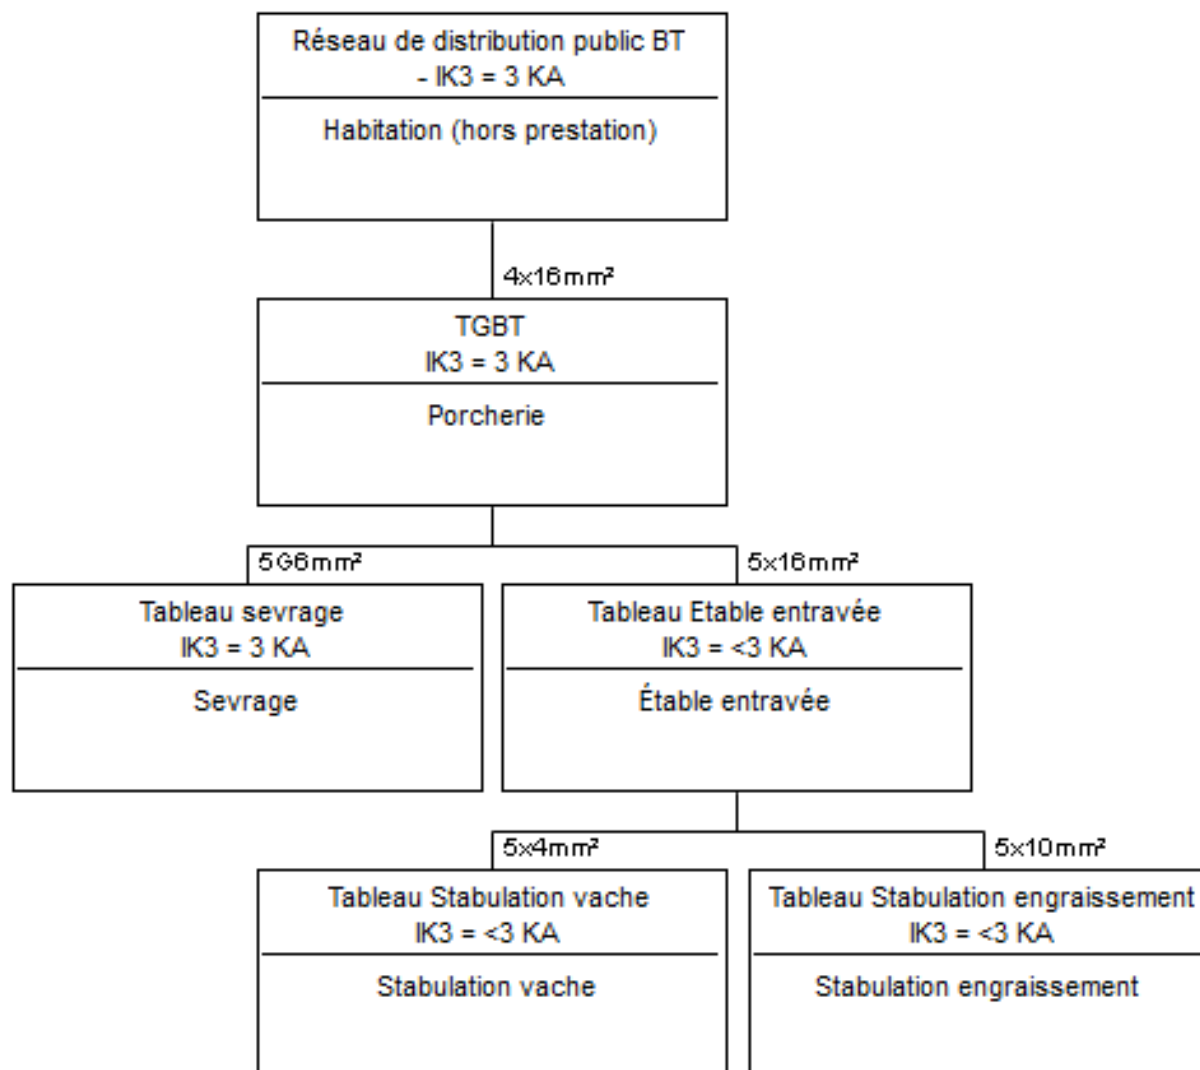 Réseau de distribution public BT
- IK3 = 3 KA
Habitation (hors prestation)
4x16mm²
TGBT
IK3 = 3 KA
Porcherie
5G6mm²
5x16mm²
Tableau sevrage
IK3 = 3 KA
Sevrage
Tableau Etable entravée
IK3 = <3 KA
Étable entravée
5x4mm²
5x10mm²
Tableau Stabulation vache
IK3 = <3 KA
Stabulation vache
Tableau Stabulation engraissement
IK3 = <3 KA
Stabulation engraissement